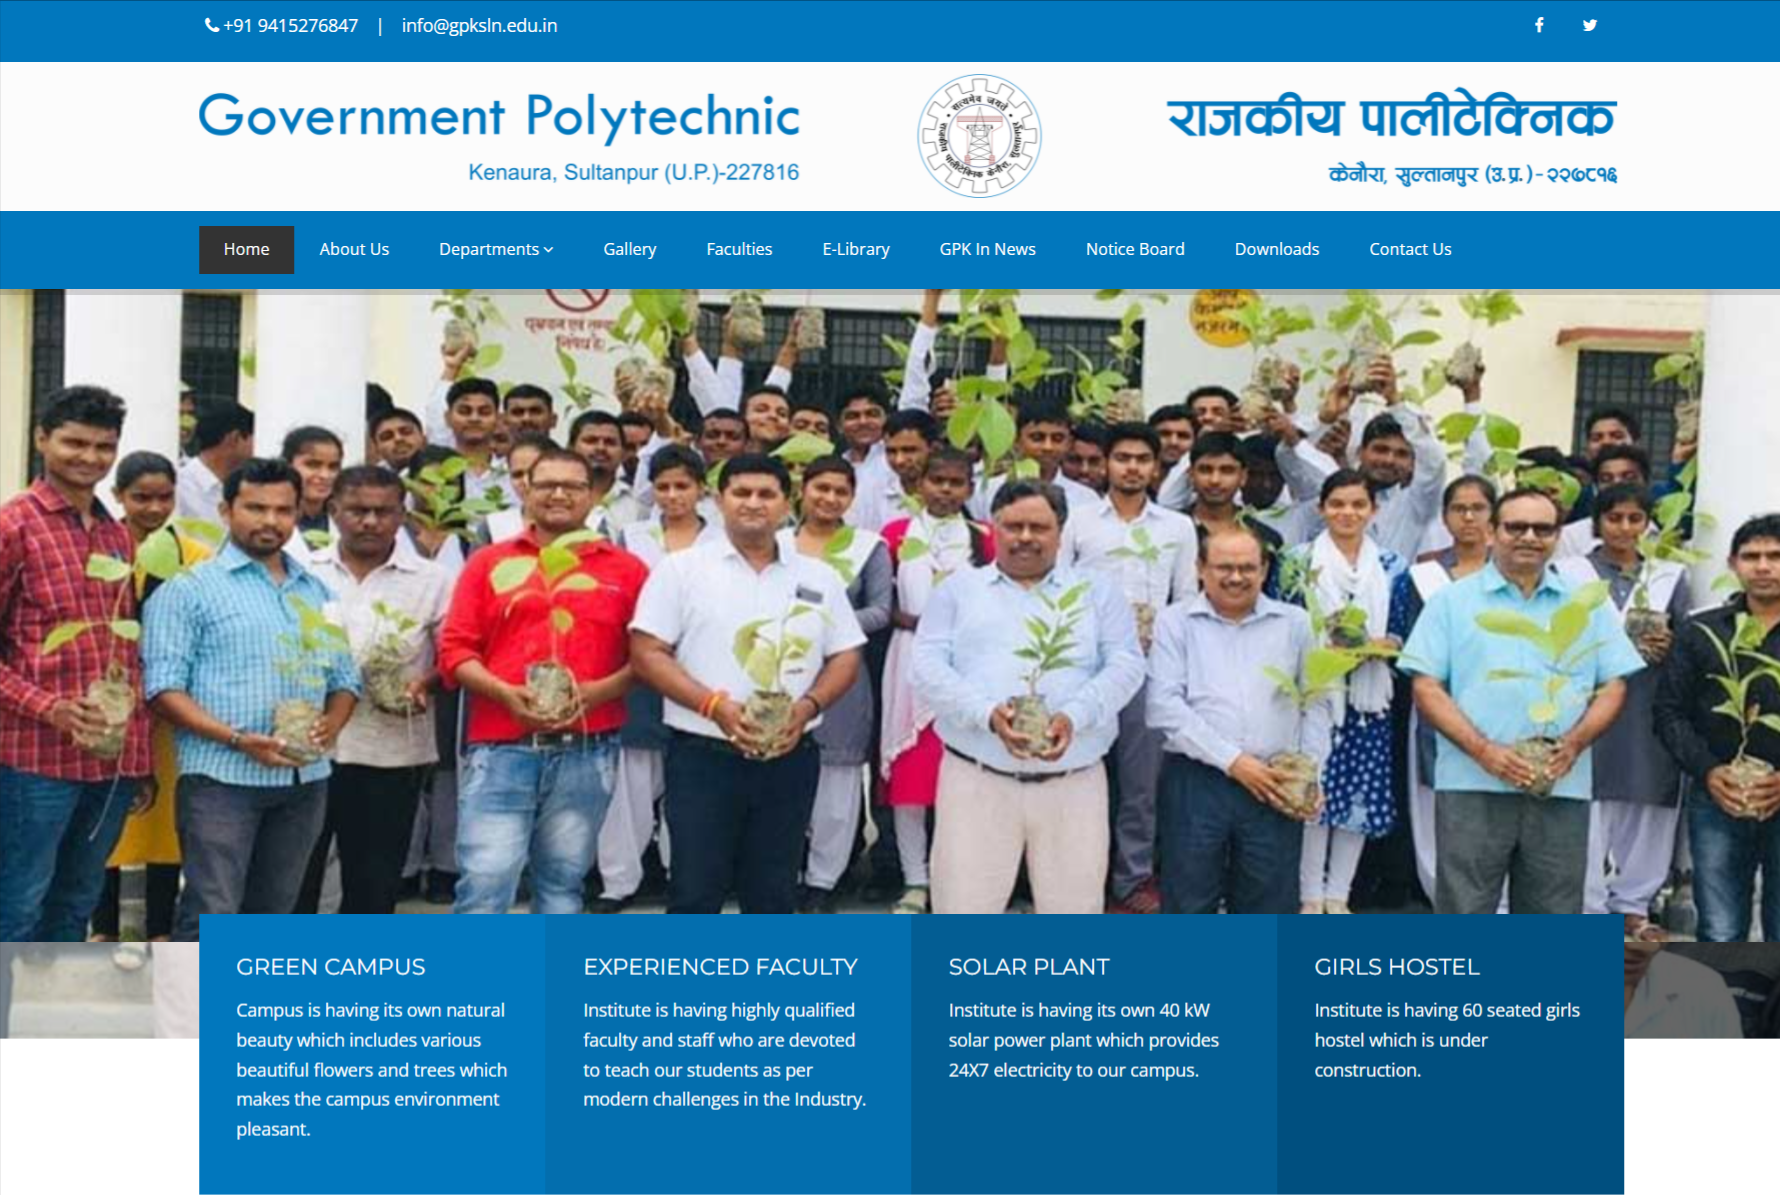 +91 9415276847 | info@gpksln.edu.in
Government Polytechnic
Kenaura, Sultanpur (U.P.)-227816
सत्यमेव जयते
राजकीय पालीटेक्निक केनौरा, सुल्तानपुर
राजकीय पालीटेक्निक
केनौरा, सुल्तानपुर (उ.प्र.)-२२७८१६
Home About Us Departments Gallery Faculties E-Library GPK In News Notice Board Downloads Contact Us
निषेध है
GREEN CAMPUS
Campus is having its own natural
beauty which includes various
beautiful flowers and trees which
makes the campus environment
pleasant.
EXPERIENCED FACULTY
Institute is having highly qualified
faculty and staff who are devoted
to teach our students as per
modern challenges in the Industry.
SOLAR PLANT
Institute is having its own 40 kW
solar power plant which provides
24X7 electricity to our campus.
GIRLS HOSTEL
Institute is having 60 seated girls
hostel which is under
construction.